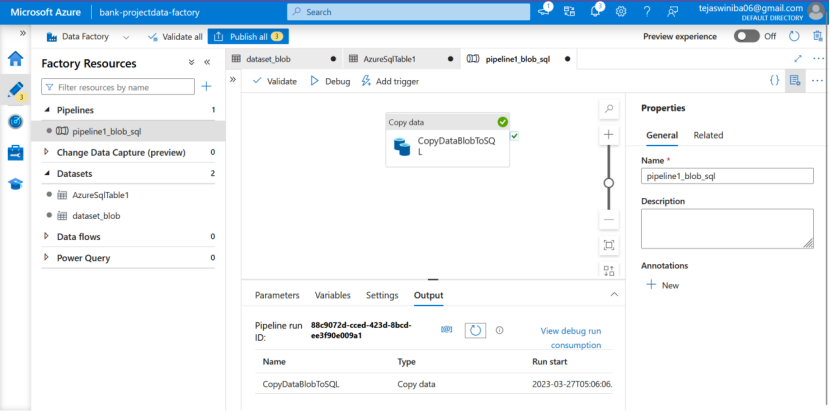 Microsoft Azure | bank-projectdata-factory
Search
1
1
tejaswiniba06@gmail.com
DEFAULT DIRECTORY
Data Factory
Validate all
Publish all 3
Preview experience Off
Factory Resources
Filter resources by name
3
Pipelines 1
pipeline1_blob_sql
Change Data Capture (preview) 0
Datasets 2
AzureSqlTable1
dataset_blob
Data flows 0
Power Query 0
dataset_blob
AzureSqlTable1
pipeline1_blob_sql
Validate Debug Add trigger
Copy data
CopyDataBlobToSQ
L
Parameters Variables Settings Output
Pipeline run
ID:
88c9072d-cced-423d-8bcd-
ee3f90e009a1
View debug run
consumption
Name Type Run start
CopyDataBlobToSQL Copy data 2023-03-27T05:06:06.
Properties
General Related
Name *
pipeline1_blob_sql
Description
Annotations
New